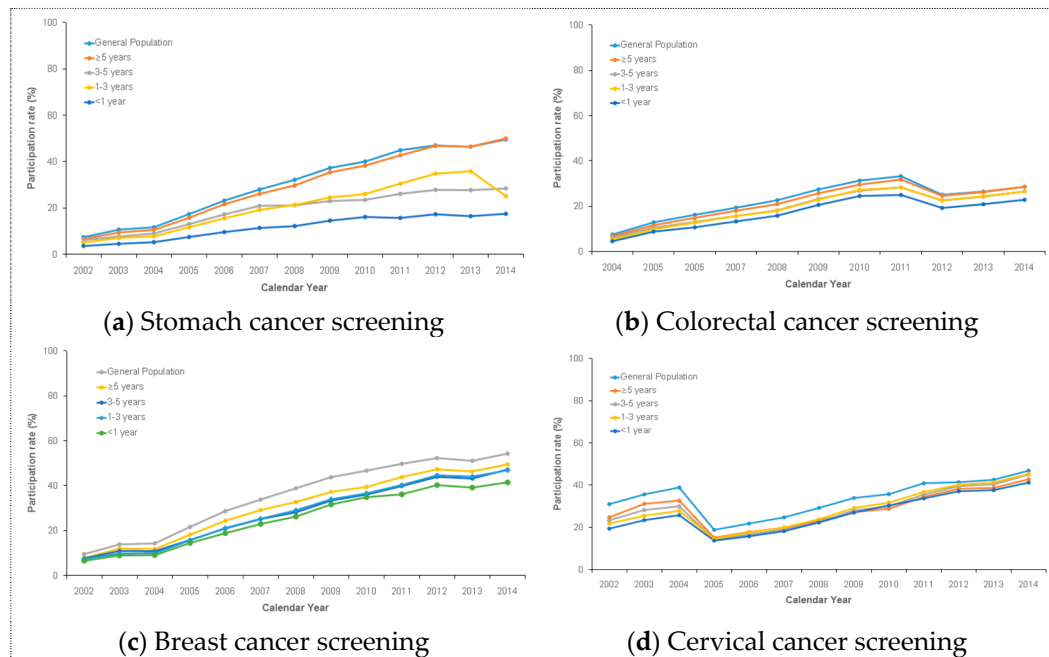 100
80
60
40
20
0
Participation rate (%)
General Population
≥5 years
3-5 years
1-3 years
<1 year
2002 2003 2004 2005 2006 2007 2008 2009 2010 2011 2012 2013 2014
Calendar Year
(a) Stomach cancer screening
100
80
60
40
20
0
Participation rate (%)
General Population
≥5 years
3-5 years
1-3 years
<1 year
2004 2005 2005 2007 2008 2009 2010 2011 2012 2013 2014
Calendar Year
(b) Colorectal cancer screening
100
80
60
40
20
0
Participation rate (%)
General Population
≥5 years
3-5 years
1-3 years
<1 year
2002 2003 2004 2005 2006 2007 2008 2009 2010 2011 2012 2013 2014
Calendar Year
(c) Breast cancer screening
100
80
60
40
20
0
Participation rate (%)
General Population
≥5 years
3-5 years
1-3 years
<1 year
2002 2003 2004 2005 2006 2007 2008 2009 2010 2011 2012 2013 2014
Calendar Year
(d) Cervical cancer screening